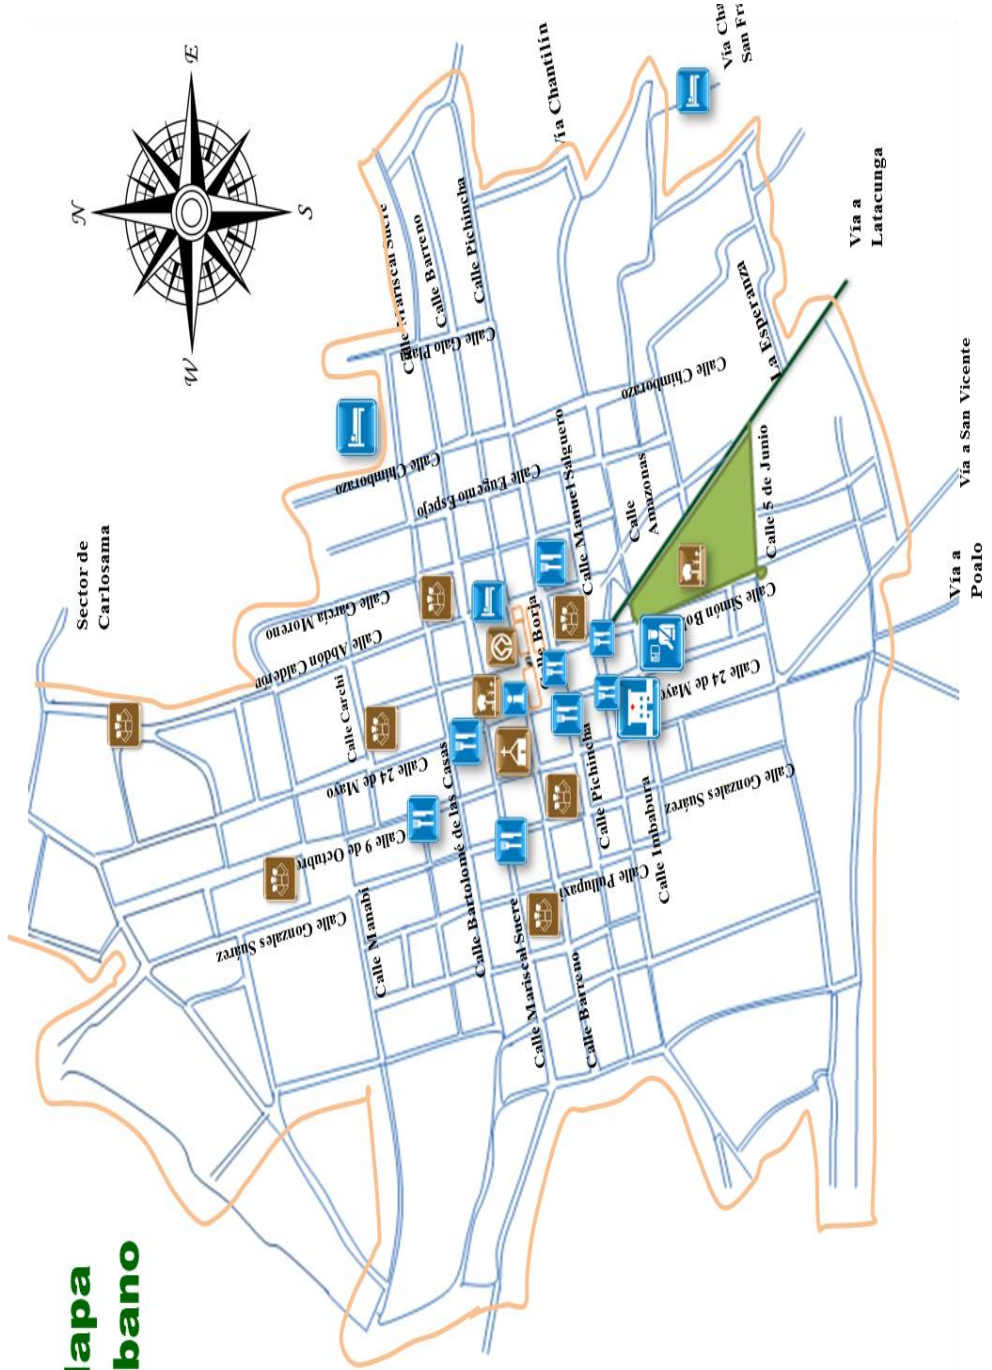 E
N
S
W
Vía Chantilín
Vía a
Latacunga
Vía a San Vicente
Vía a
Poalo
Sector de
Carlosama
Calle Mariscal Sucre
Calle Barreno
Calle Pichincha
Calle Galo Plaza
La Esperanza
Calle Chimborazo
Calle Chimborazo
Calle Eugenio Espejo
Calle Manuel Salguero
Calle
Amazonas
Calle 5 de Junio
Calle García Moreno
Calle Abdón Calderón
Calle Borja
Calle Simón Bol
Calle Carchi
Calle 24 de Mayo
Calle 24 de Mayo
Calle 9 de Octubre
Calle Bartolomé de las Casas
Calle Pichincha
Calle Gonzales Suárez
Calle Imbabura
Calle Pullupaxi
Calle Gonzales Suárez
Calle Manabí
Calle Mariscal Sucre
Calle Barreno
lapa
bano